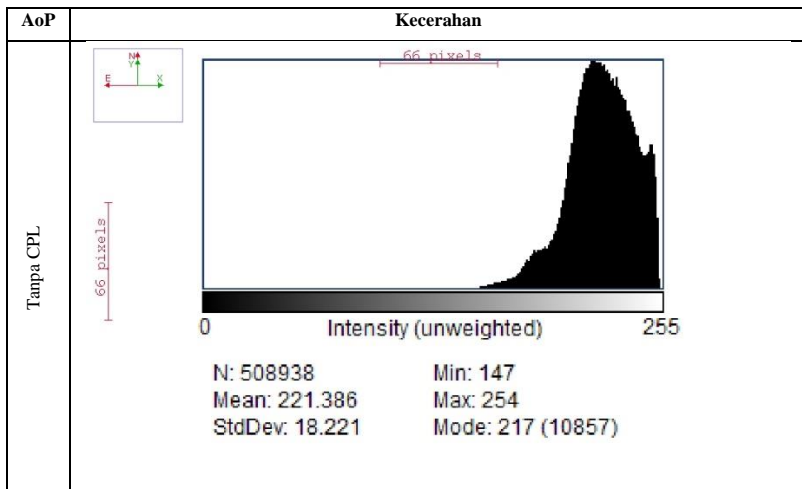 AoP Kecerahan
66 pixels
N
Y
E X
66 pixels
Tanpa CPL
0 Intensity (unweighted) 255
N: 508938 Min: 147
Mean: 221.386 Max: 254
StdDev: 18.221 Mode: 217 (10857)